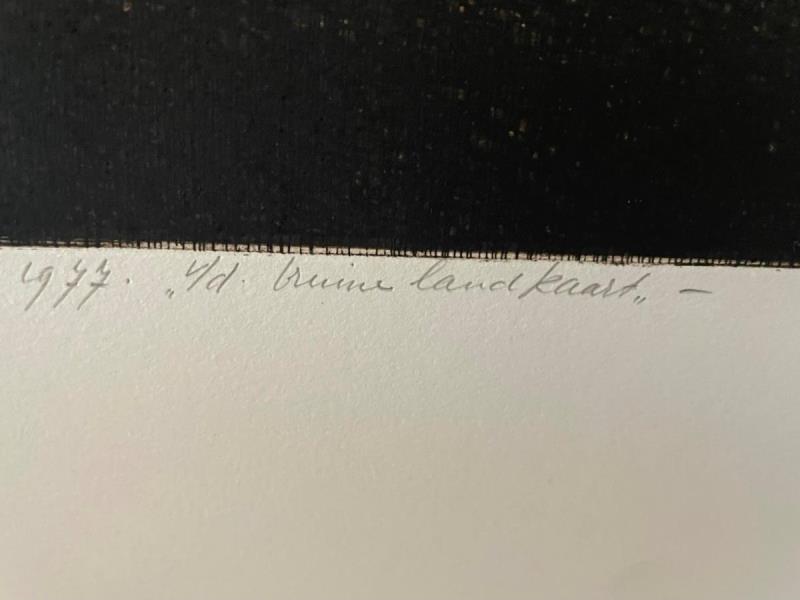 1977. „v/d. bruine landkaart„ —